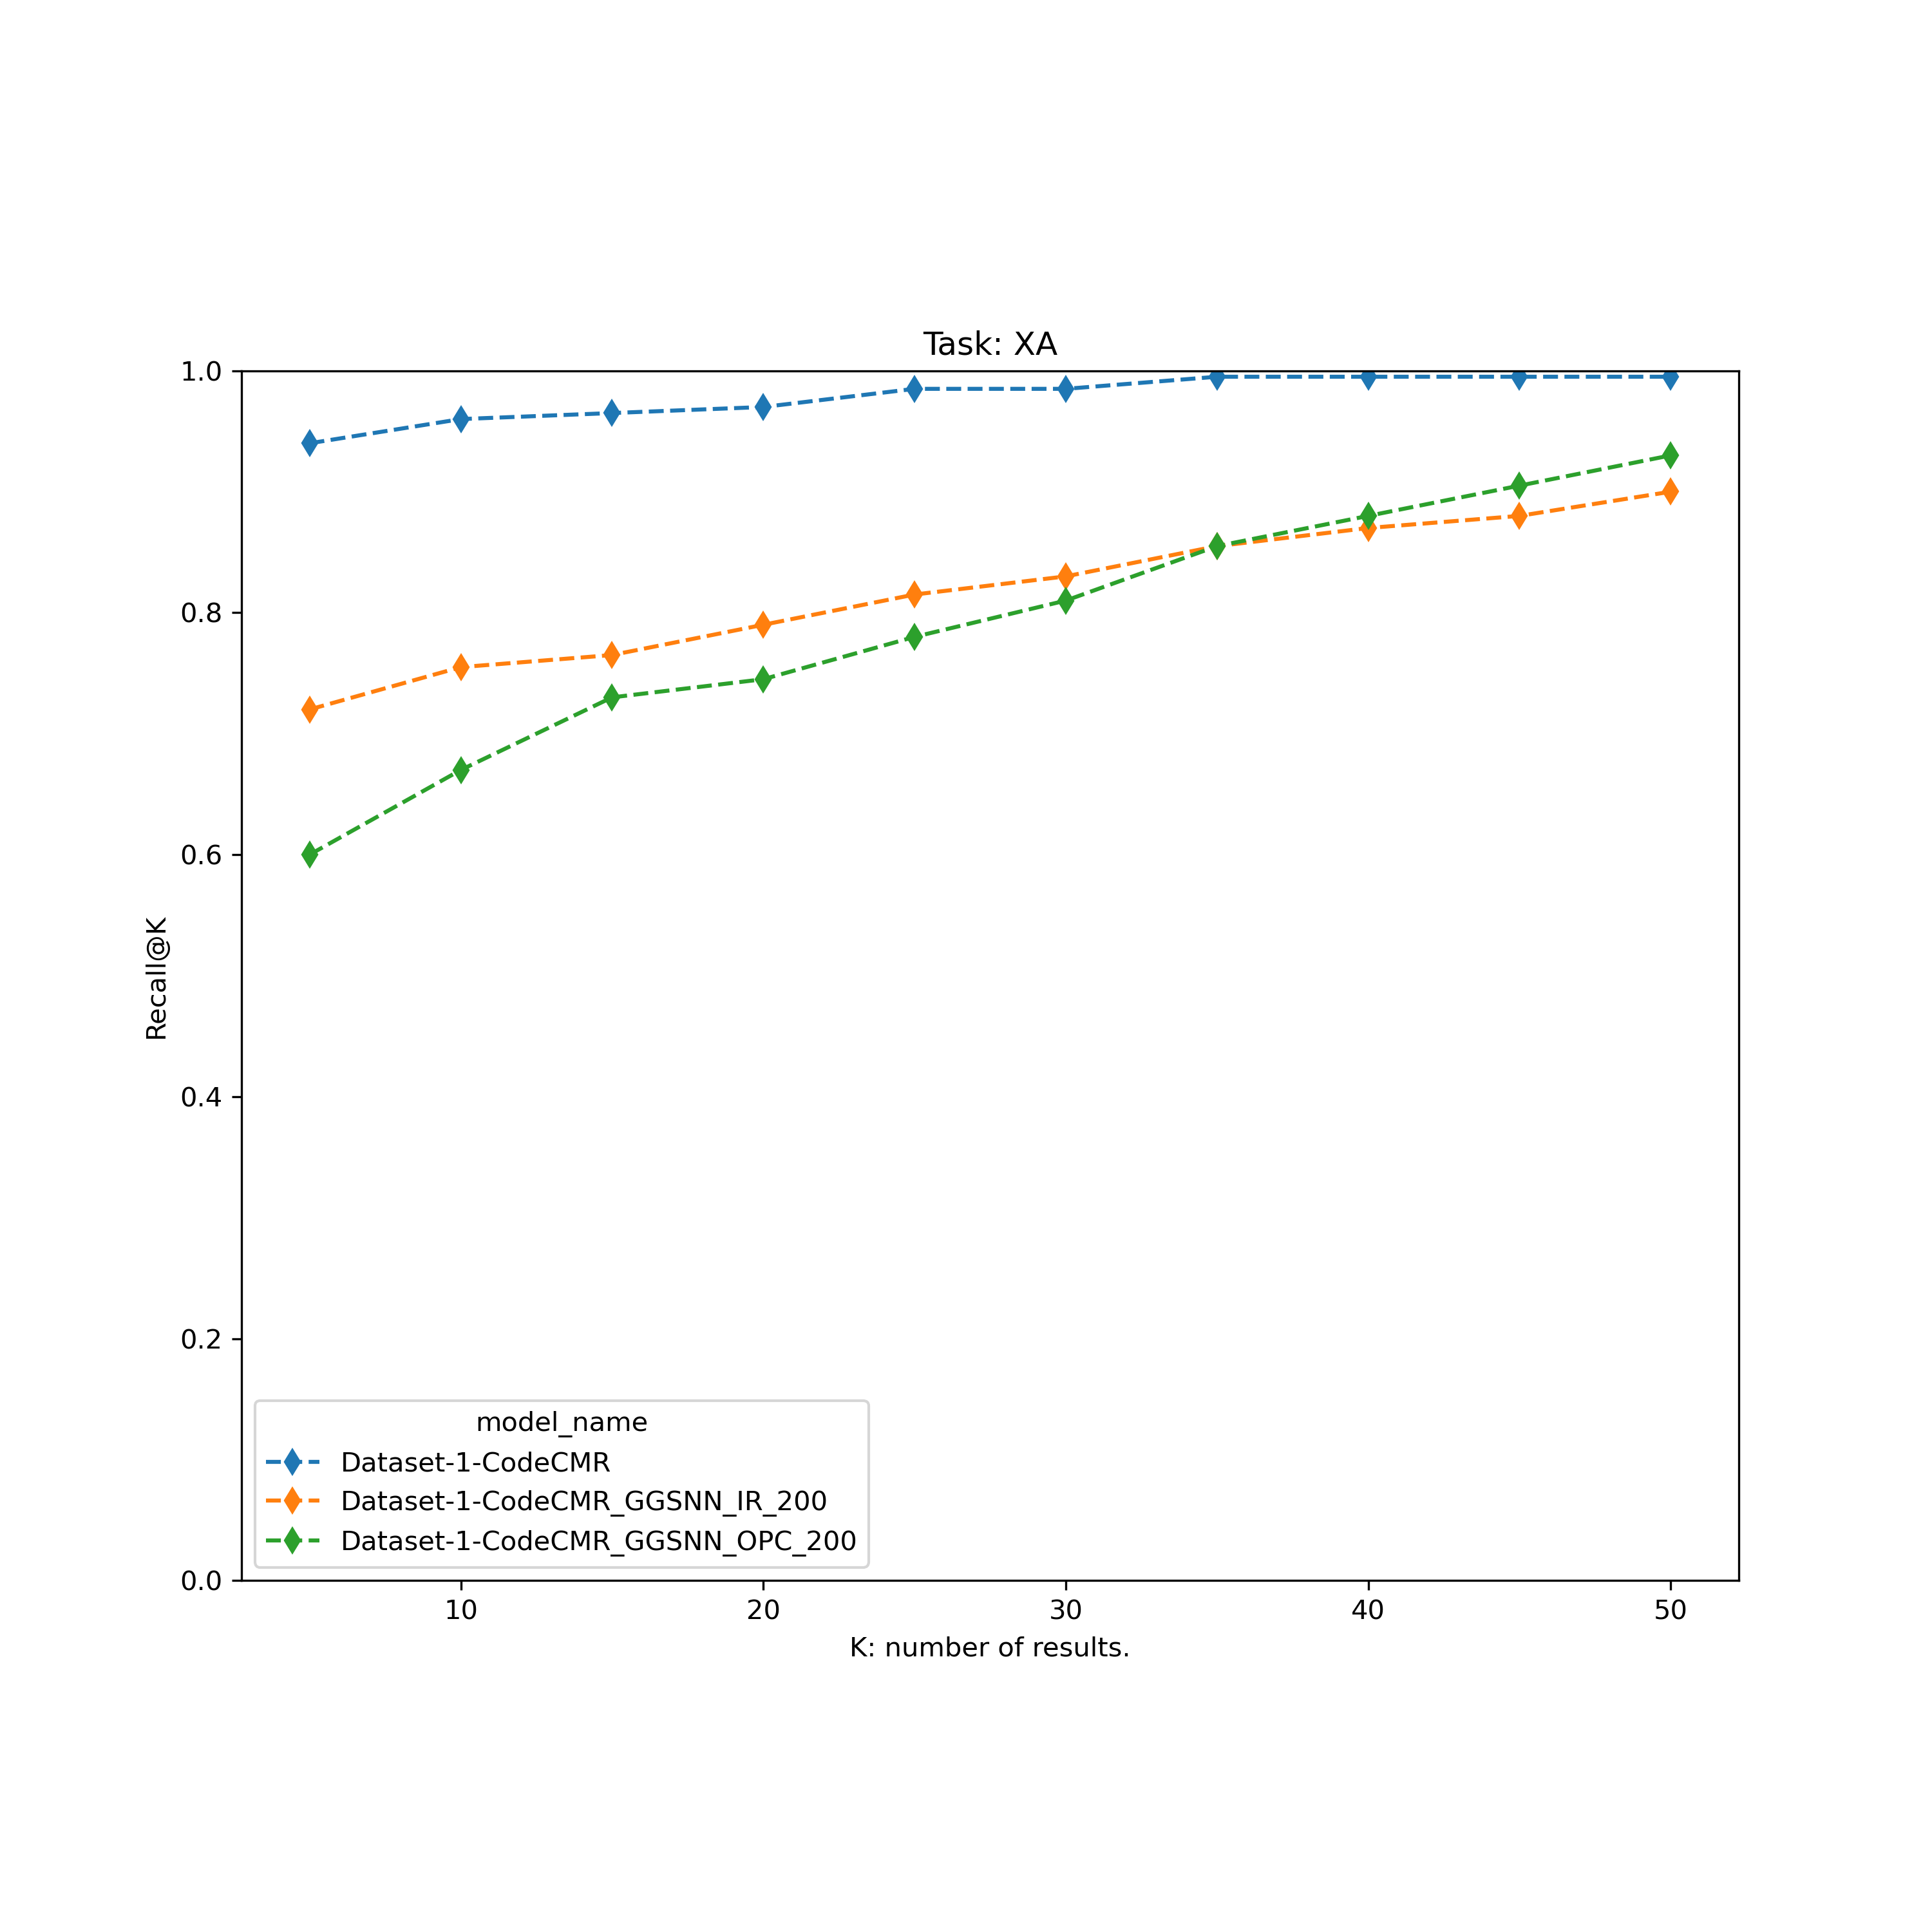 Task: XA
1.0
0.8
0.6
0.4
0.2
0.0
Recall@K
model_name
Dataset-1-CodeCMR
Dataset-1-CodeCMR_GGSNN_IR_200
Dataset-1-CodeCMR_GGSNN_OPC_200
10 20 30 40 50
K: number of results.